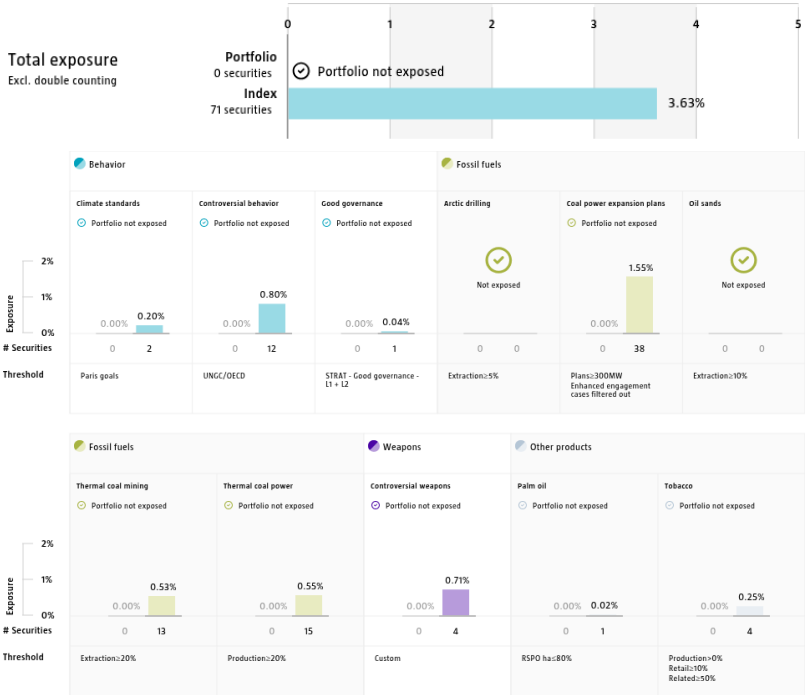 0 1 2 3 4 5
Total exposure
Excl. double counting
Portfolio
0 securities
Portfolio not exposed
Index
71 securities
3.63%
Behavior
Fossil fuels
Climate standards
Controversial behavior
Good governance
Arctic drilling
Coal power expansion plans
Oil sands
Portfolio not exposed
Portfolio not exposed
Portfolio not exposed
Portfolio not exposed
Not exposed
Not exposed
Exposure
2%
1%
0%
0.00% 0.20%
0.00% 0.80%
0.00% 0.04%
0.00% 1.55%
# Securities
0 2
0 12
0 1
0 0
0 38
0 0
Threshold
Paris goals
UNGC/OECD
STRAT - Good governance -
L1 + L2
Extraction≥5%
Plans≥300MW
Enhanced engagement
cases filtered out
Extraction≥10%
Fossil fuels
Weapons
Other products
Thermal coal mining
Thermal coal power
Controversial weapons
Palm oil
Tobacco
Portfolio not exposed
Portfolio not exposed
Portfolio not exposed
Portfolio not exposed
Portfolio not exposed
Exposure
2%
1%
0%
0.00% 0.53%
0.00% 0.55%
0.00% 0.71%
0.00% 0.02%
0.00% 0.25%
# Securities
0 13
0 15
0 4
0 1
0 4
Threshold
Extraction≥20%
Production≥20%
Custom
RSPO ha≤80%
Production>0%
Retail≥10%
Related≥50%